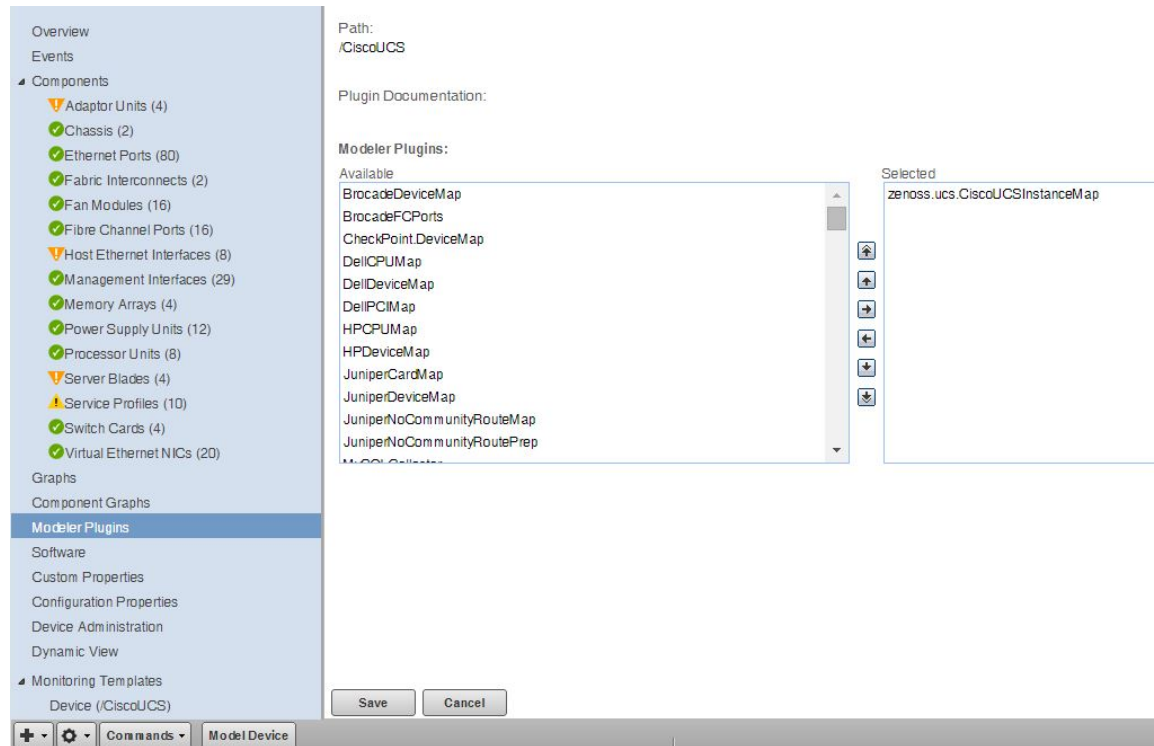 Overview
Events
Components
Adaptor Units (4)
Chassis (2)
Ethernet Ports (80)
Fabric Interconnects (2)
Fan Modules (16)
Fibre Channel Ports (16)
Host Ethernet Interfaces (8)
Management Interfaces (29)
Memory Arrays (4)
Power Supply Units (12)
Processor Units (8)
Server Blades (4)
Service Profiles (10)
Switch Cards (4)
Virtual Ethernet NICs (20)
Graphs
Component Graphs
Modeler Plugins
Software
Custom Properties
Configuration Properties
Device Administration
Dynamic View
Monitoring Templates
Device (/CiscoUCS)
Path:
/CiscoUCS
Plugin Documentation:
Modeler Plugins:
Available
BrocadeDeviceMap
BrocadeFCPorts
CheckPoint.DeviceMap
DellCPUMap
DellDeviceMap
DellPCIMap
HPCPUMap
HPDeviceMap
JuniperCardMap
JuniperDeviceMap
JuniperNoCommunityRouteMap
JuniperNoCommunityRoutePrep
Selected
zenoss.ucs.CiscoUCSInstanceMap
Save
Cancel
Commands
Model Device